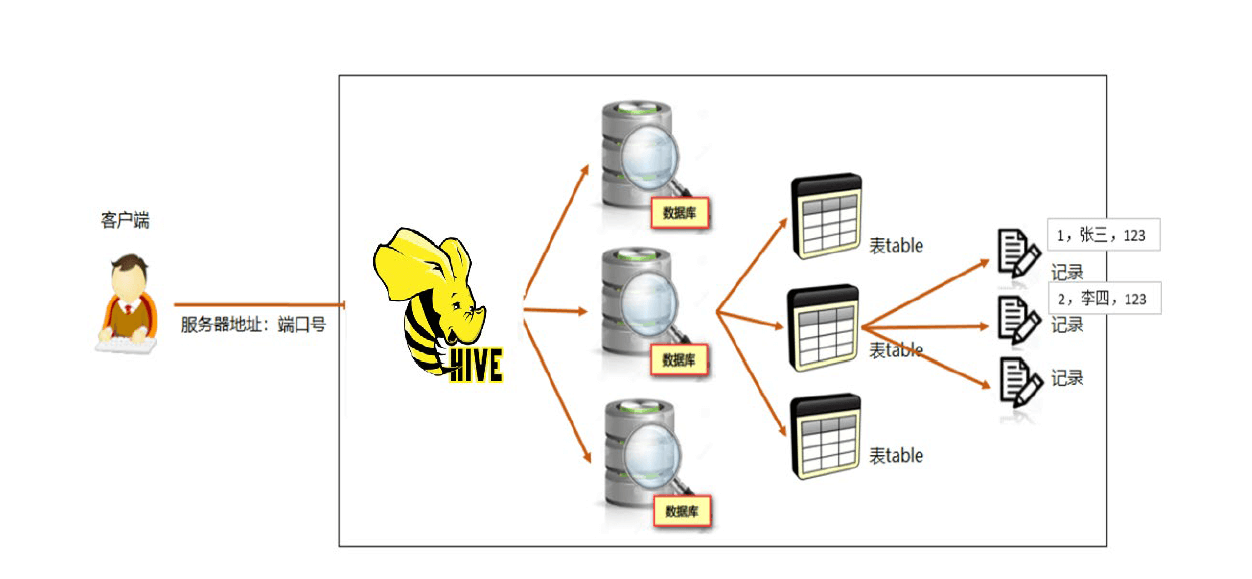 客户端
服务器地址：端口号
HIVE
数据库
数据库
数据库
表table
表table
表table
1，张三，123
记录
2，李四，123
记录
记录